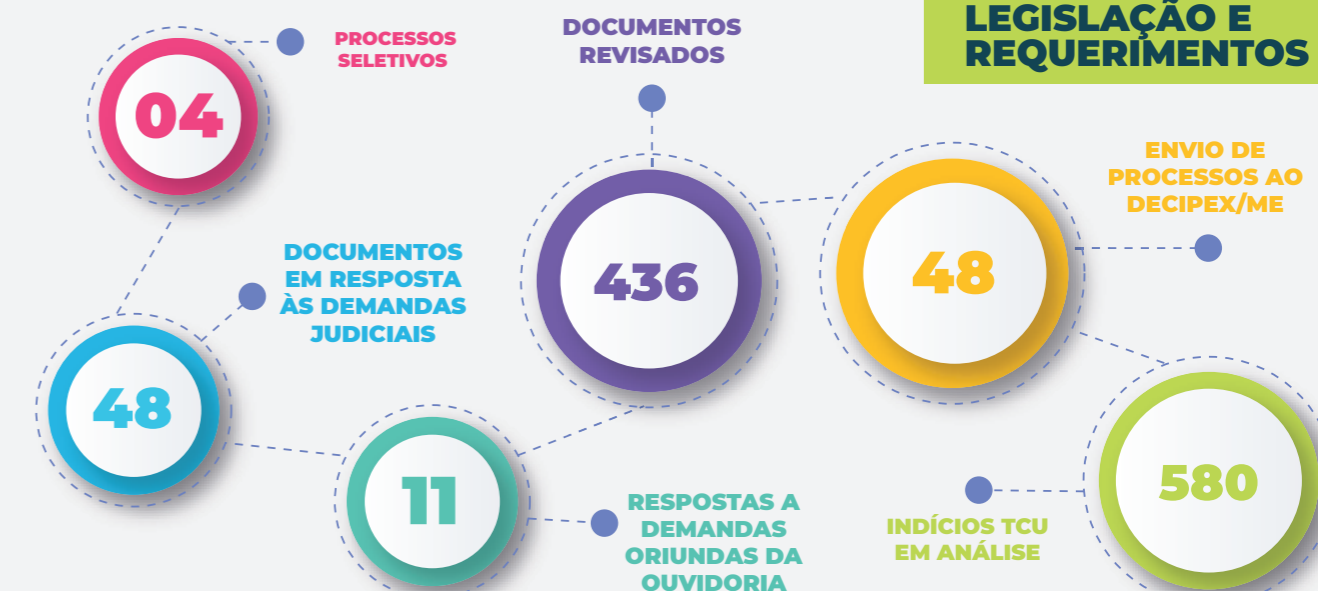 LEGISLAÇÃO E
REQUERIMENTOS
04
PROCESSOS
SELETIVOS
48
DOCUMENTOS
EM RESPOSTA
ÀS DEMANDAS
JUDICIAIS
11
RESPOSTAS A
DEMANDAS
ORIUNDAS DA
OUVIDORIA
436
DOCUMENTOS
REVISADOS
48
ENVIO DE
PROCESSOS AO
DECIPEX/ME
580
INDÍCIOS TCU
EM ANÁLISE